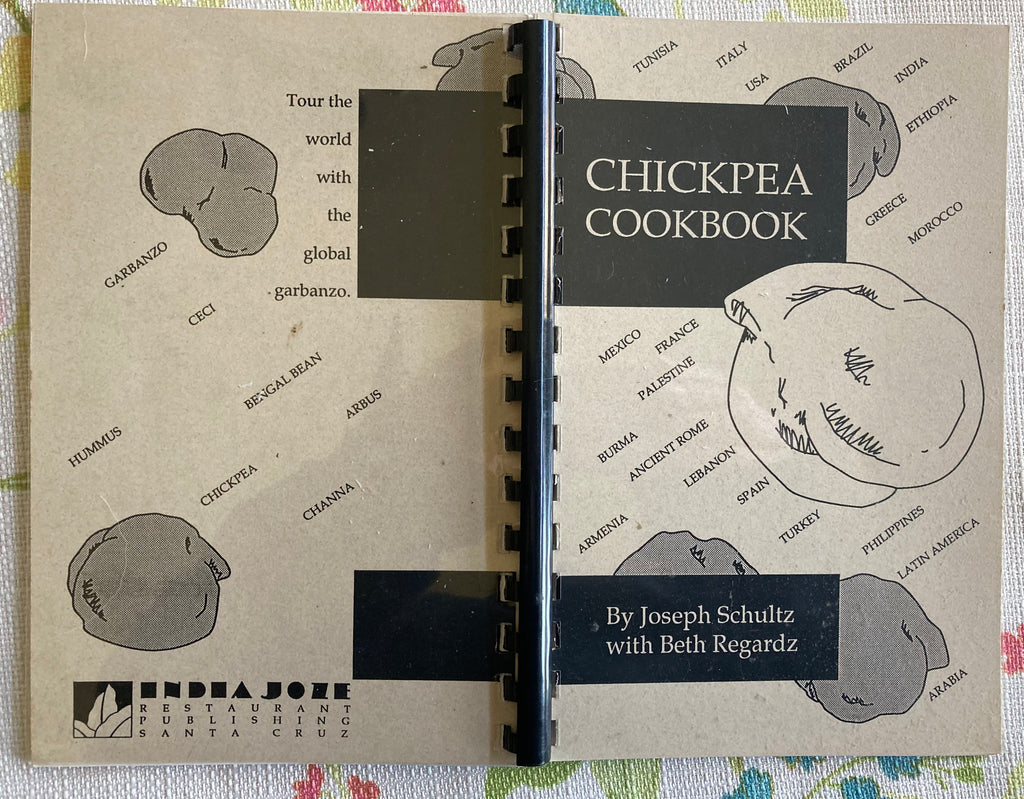 Tour the
world
with
the
global
garbanzo.
GARBANZO
CECI
BENGAL BEAN
ARBUS
HUMMUS
CHICKPEA
CHANNA
INDIA JOZE
RESTAURANT
PUBLISHING
SANTA CRUZ
TUNISIA
ITALY
USA
BRAZIL
INDIA
ETHIOPIA
CHICKPEA
COOKBOOK
GREECE
MOROCCO
MEXICO
FRANCE
PALESTINE
BURMA
ANCIENT ROME
LEBANON
SPAIN
ARMENIA
TURKEY
PHILIPPINES
LATIN AMERICA
By Joseph Schultz
with Beth Regardz
ARABIA